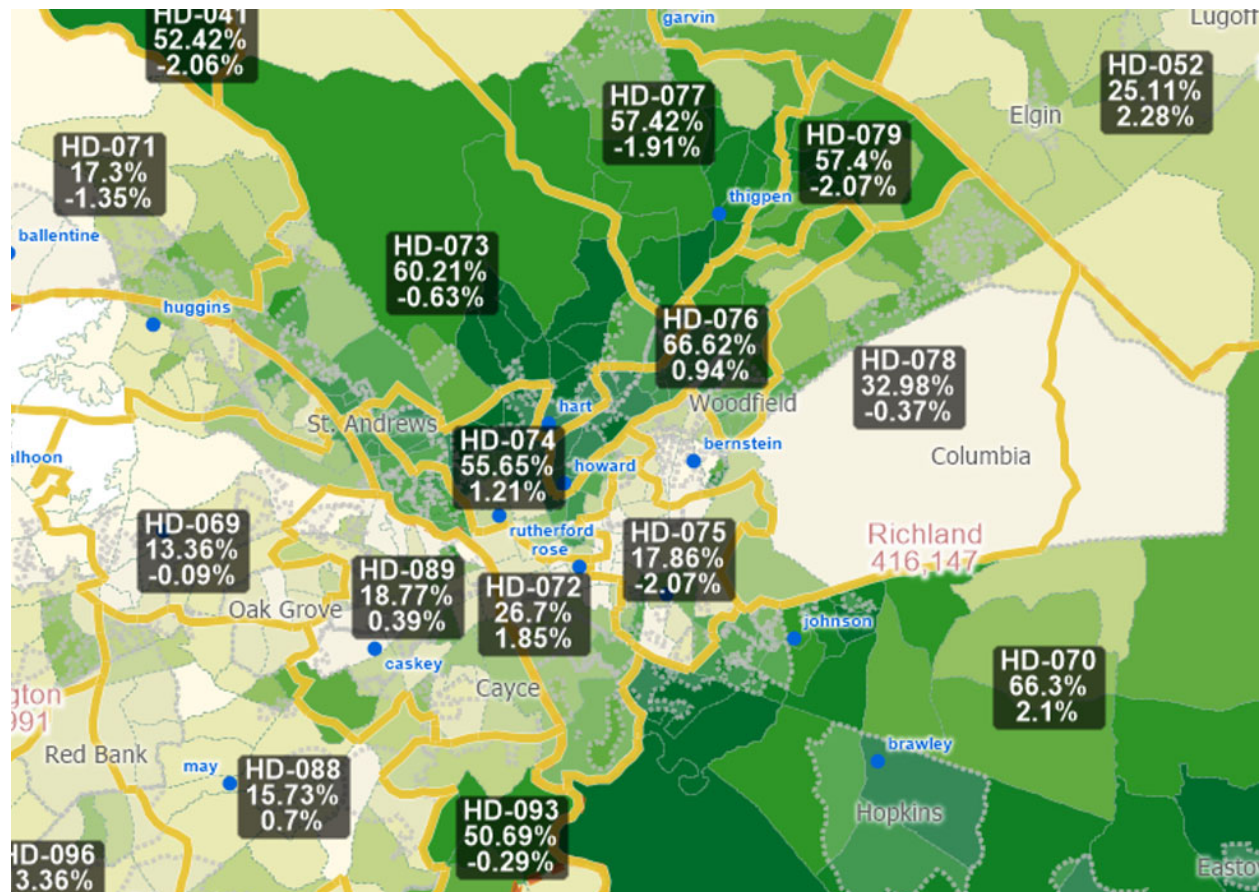 HD-041
52.42%
-2.06%
garvin
Lugoff
HD-077
57.42%
-1.91%
HD-052
25.11%
2.28%
Elgin
HD-071
17.3%
-1.35%
HD-079
57.4%
-2.07%
thigpen
ballentine
HD-073
60.21%
-0.63%
huggins
HD-076
66.62%
0.94%
HD-078
32.98%
-0.37%
Woodfield
hart
St. Andrews
HD-074
55.65%
1.21%
howard
bernstein
Columbia
alhoon
HD-069
13.36%
-0.09%
rutherford
rose
HD-075
17.86%
-2.07%
Richland
416,147
HD-089
18.77%
0.39%
HD-072
26.7%
1.85%
Oak Grove
johnson
caskey
HD-070
66.3%
2.1%
Cayce
gton
991
Red Bank
may
HD-088
15.73%
0.7%
brawley
HD-093
50.69%
-0.29%
Hopkins
HD-096
3.36%
Easto